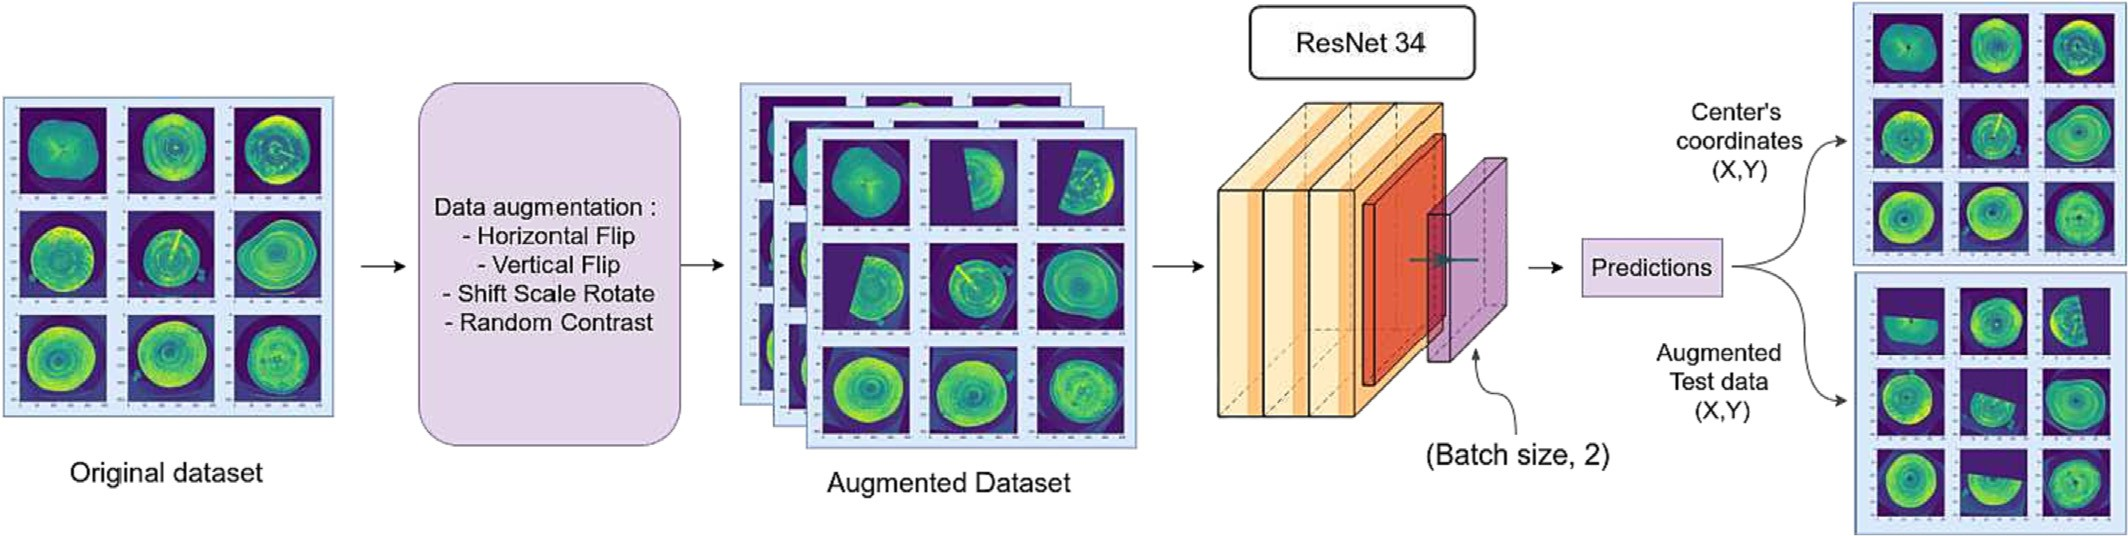 Original dataset
Data augmentation :
- Horizontal Flip
- Vertical Flip
- Shift Scale Rotate
- Random Contrast
Augmented Dataset
ResNet 34
(Batch size, 2)
Predictions
Center's
coordinates
(X,Y)
Augmented
Test data
(X,Y)